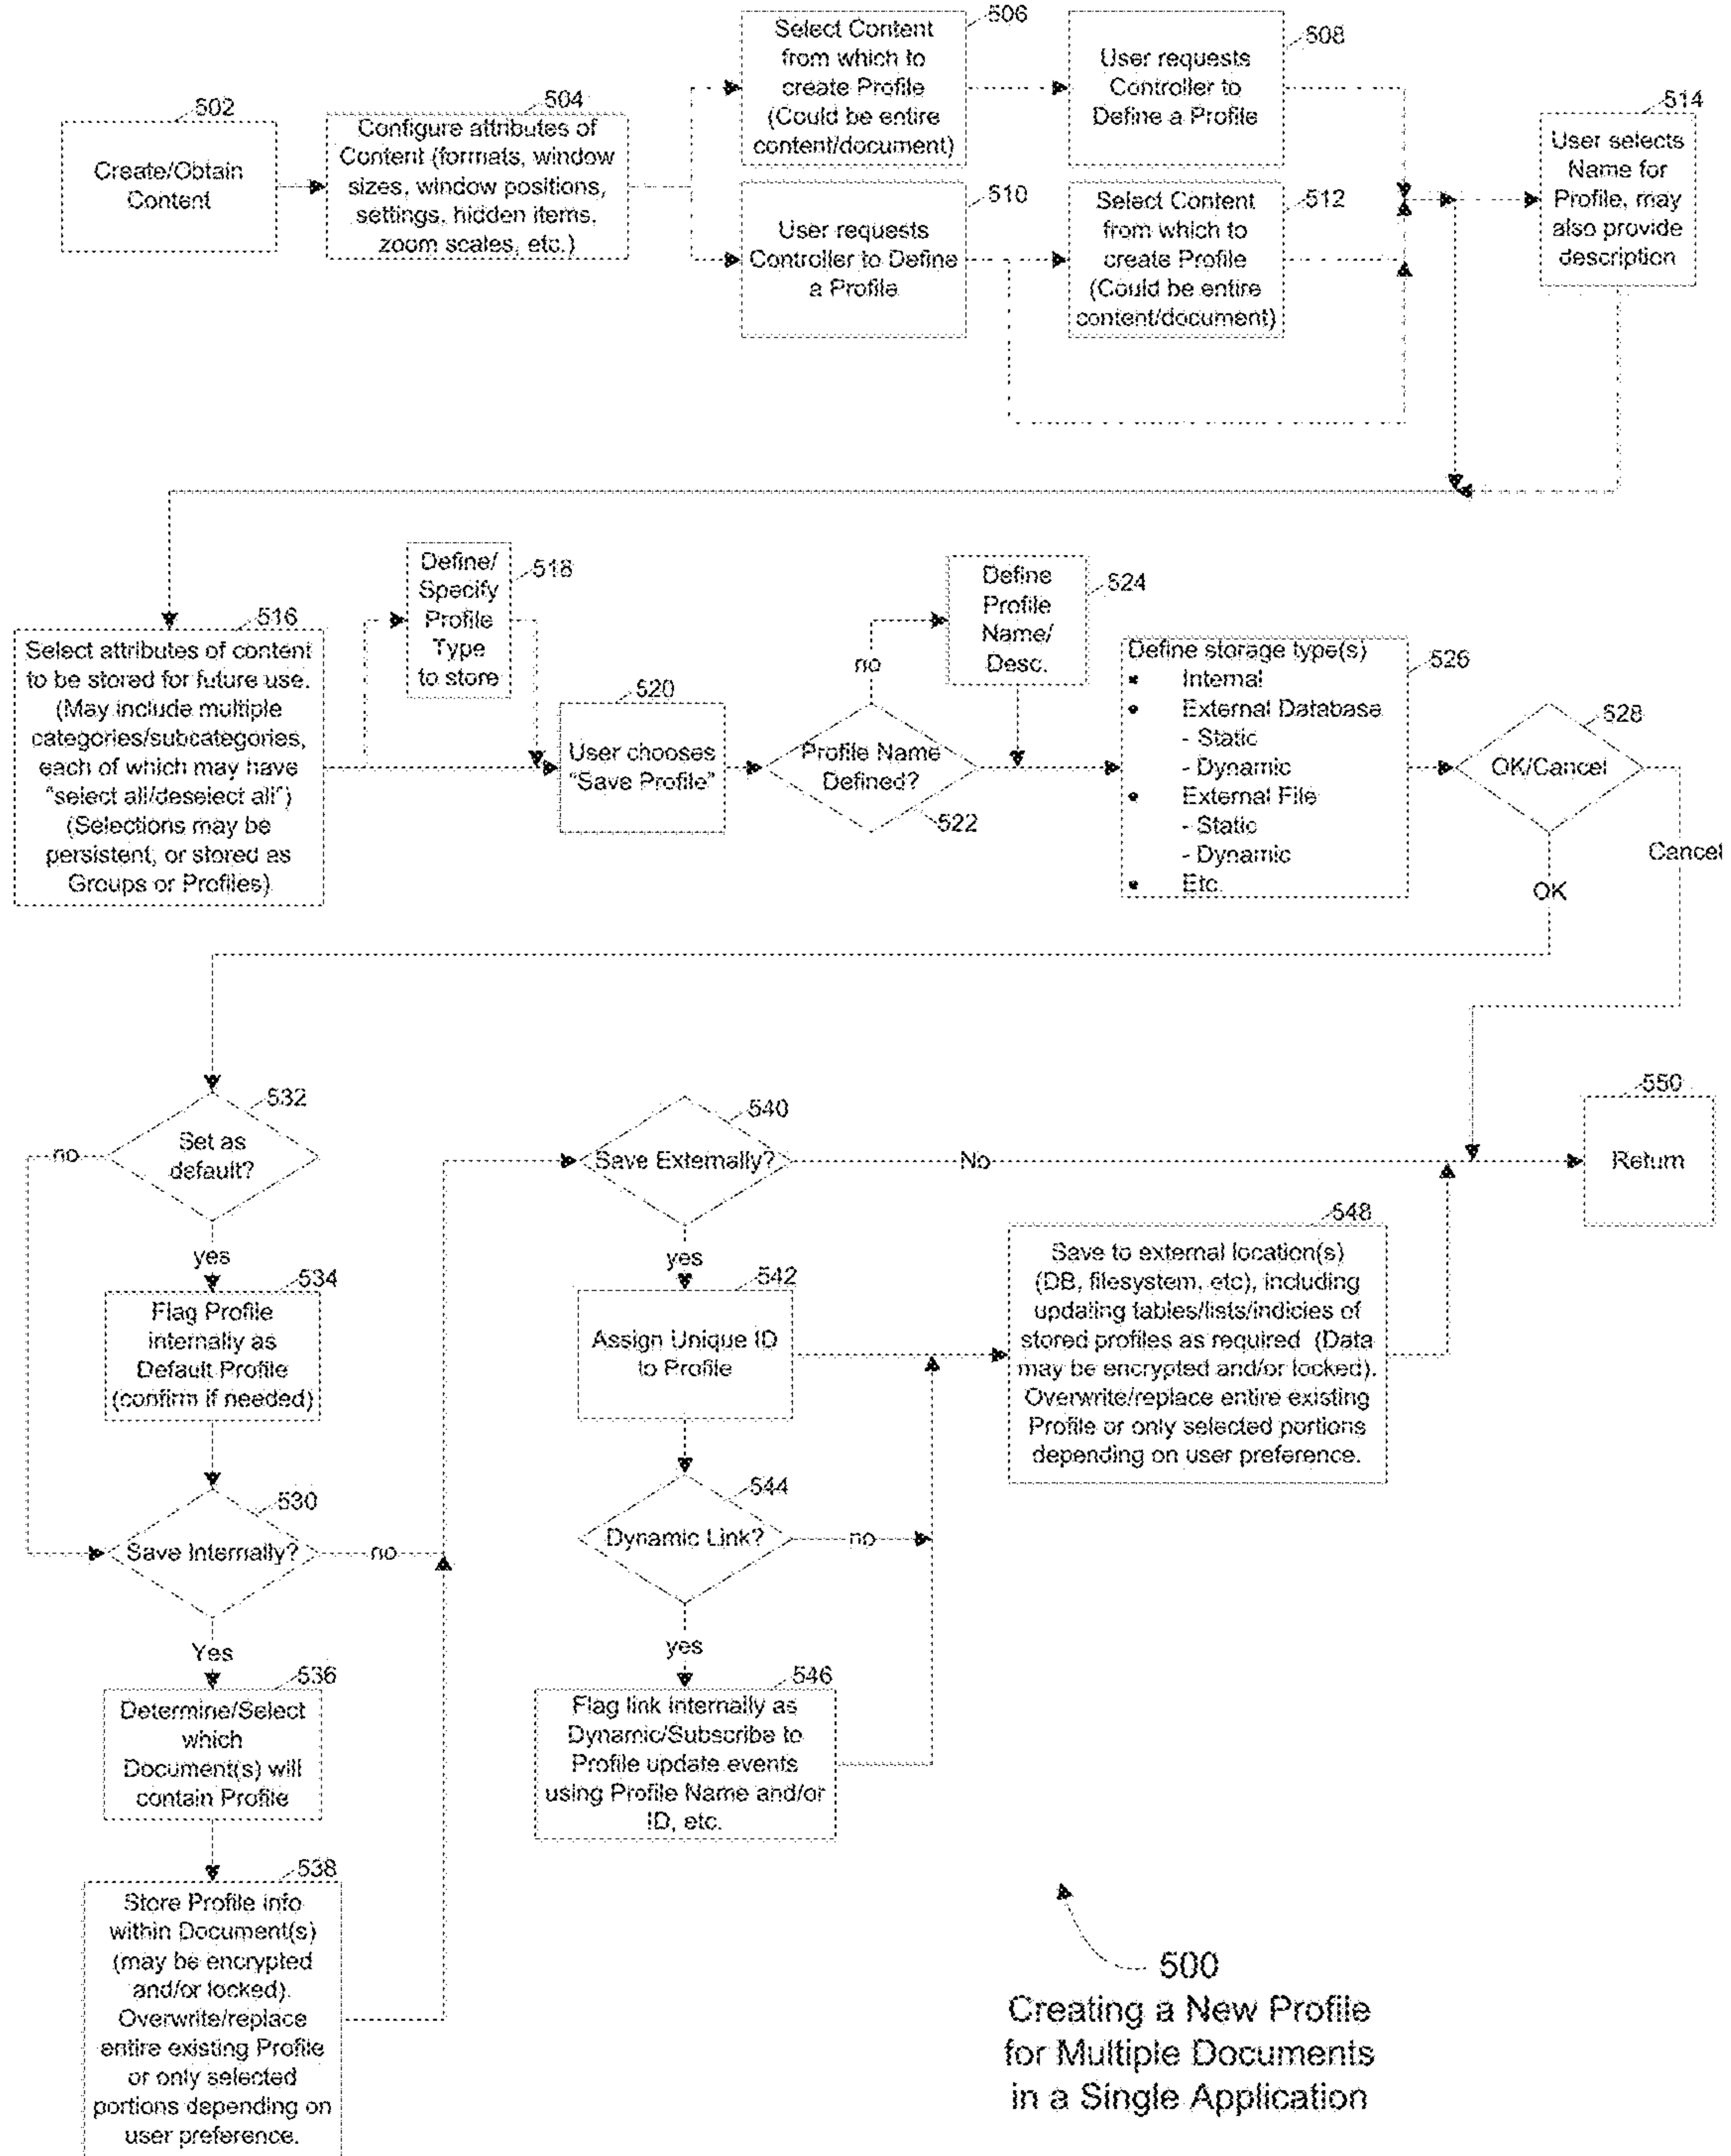 502
Create/Obtain
Content
504
Configure attributes of
Content (formats, window
sizes, window positions,
settings, hidden items,
zoom scales, etc.)
506
Select Content
from which to
create Profile
(Could be entire
content/document)
508
User requests
Controller to
Define a Profile
510
User requests
Controller to Define
a Profile
512
Select Content
from which to
create Profile
(Could be entire
content/document)
514
User selects
Name for
Profile, may
also provide
description
516
Select attributes of content
to be stored for future use.
(May include multiple
categories/subcategories,
each of which may have
"select all/deselect all")
(Selections may be
persistent, or stored as
Groups or Profiles)
518
Define/
Specify
Profile
Type
to store
520
User chooses
"Save Profile"
Profile Name
Defined?
522
no
524
Define
Profile
Name/
Desc.
526
Define storage type(s)
• Internal
• External Database
- Static
- Dynamic
• External File
- Static
- Dynamic
• Etc.
528
OK/Cancel
Cancel
OK
532
Set as
default?
no
yes
534
Flag Profile
internally as
Default Profile
(confirm if needed)
530
Save Internally?
no
Yes
536
Determine/Select
which
Document(s) will
contain Profile
538
Store Profile info
within Document(s)
(may be encrypted
and/or locked).
Overwrite/replace
entire existing Profile
or only selected
portions depending on
user preference.
540
Save Externally?
No
yes
542
Assign Unique ID
to Profile
544
Dynamic Link?
no
yes
546
Flag link internally as
Dynamic/Subscribe to
Profile update events
using Profile Name and/or
ID, etc.
548
Save to external location(s)
(DB, filesystem, etc), including
updating tables/lists/indicies of
stored profiles as required (Data
may be encrypted and/or locked).
Overwrite/replace entire existing
Profile or only selected portions
depending on user preference.
550
Return
500
Creating a New Profile
for Multiple Documents
in a Single Application